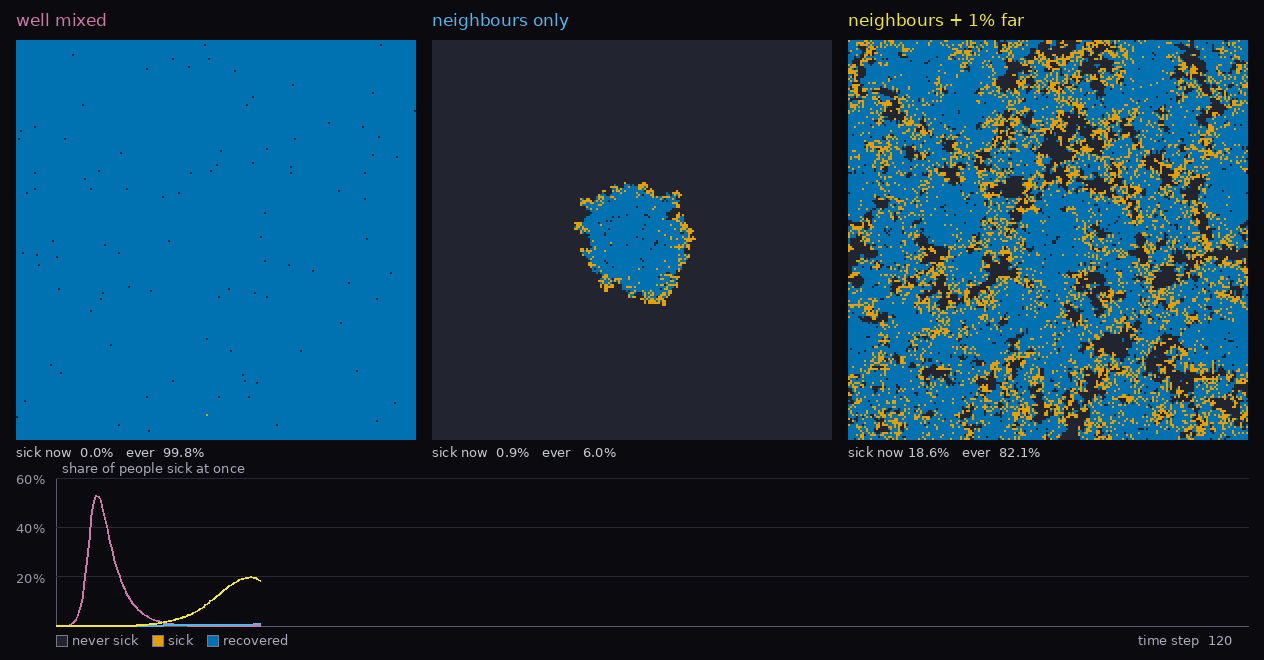 well mixed
neighbours only
neighbours + 1% far
sick now 0.0% ever 99.8%
sick now 0.9% ever 6.0%
sick now 18.6% ever 82.1%
share of people sick at once
60%
40%
20%
never sick
sick
recovered
time step 120